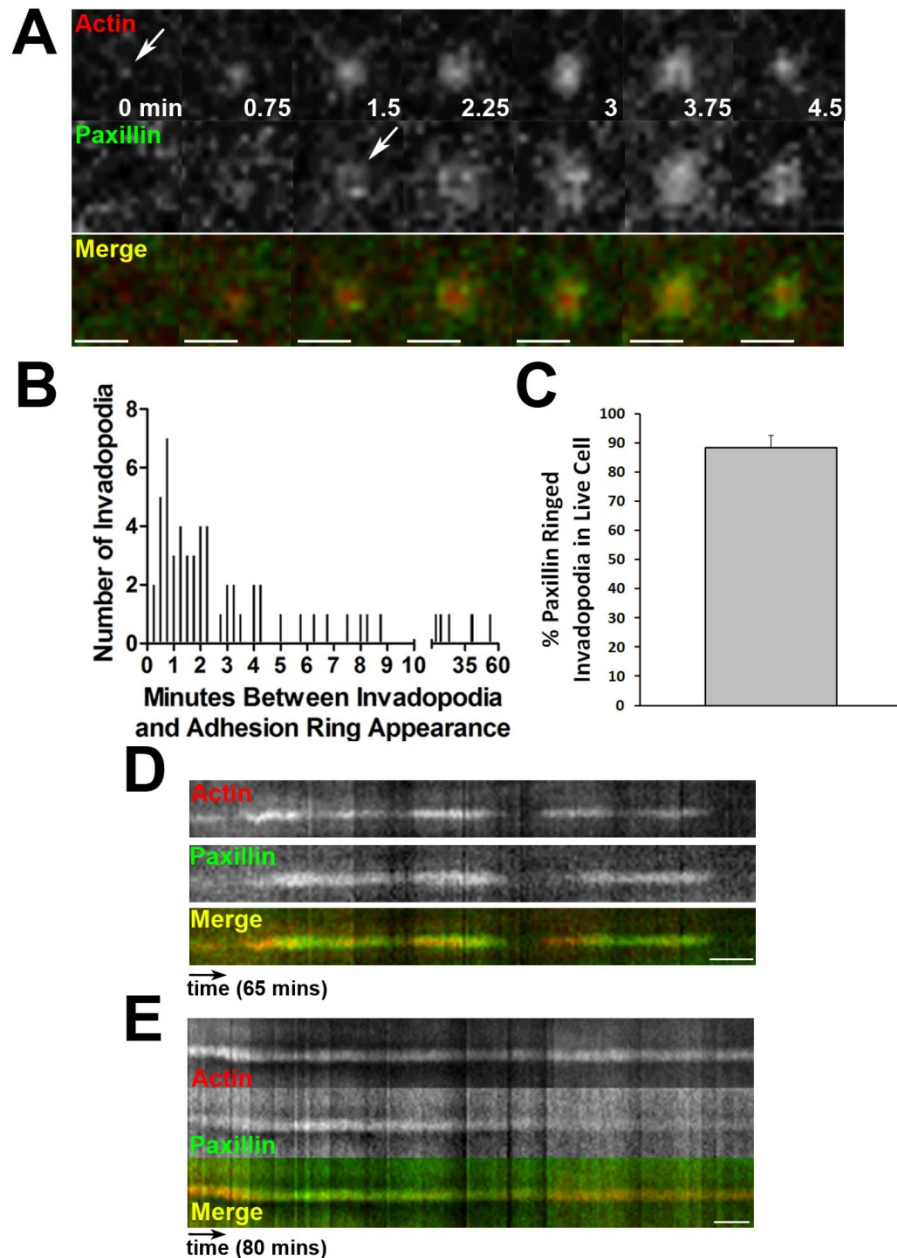 A
Actin
0 min 0.75 1.5 2.25 3 3.75 4.5
Paxillin
Merge
B
Number of Invadopodia
8
6
4
2
0
0 1 2 3 4 5 6 7 8 9 10 35 60
Minutes Between Invadopodia
and Adhesion Ring Appearance
C
% Paxillin Ringed
Invadopodia in Live Cell
100
90
80
70
60
50
40
30
20
10
0
D
Actin
Paxillin
Merge
time (65 mins)
E
Actin
Paxillin
Merge
time (80 mins)